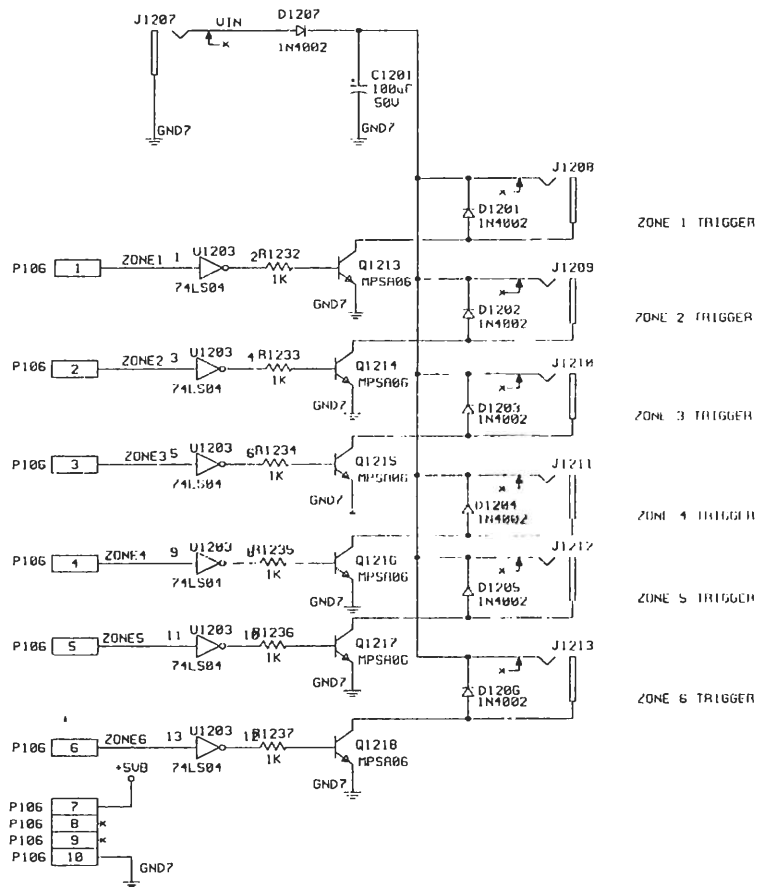 J1207
VIN
D1207
1N4002
×
C1201
100uF
50V
GND7
GND7
J1208
×
D1201
1N4002
ZONE 1 TRIGGER
P106 1 ZONE1 1 U1203 2 R1232
74LS04
1K
Q1213
MPSA06
GND7
J1209
×
D1202
1N4002
ZONE 2 TRIGGER
P106 2 ZONE2 3 U1203 4 R1233
74LS04
1K
Q1214
MPSA06
GND7
J1210
×
D1203
1N4002
ZONE 3 TRIGGER
P106 3 ZONE3 5 U1203 6 R1234
74LS04
1K
Q1215
MPSA06
GND7
J1211
×
D1204
1N4002
ZONE 4 TRIGGER
P106 4 ZONE4 9 U1203 8 R1235
74LS04
1K
Q1216
MPSA06
GND7
J1212
×
D1205
1N4002
ZONE 5 TRIGGER
P106 5 ZONE5 11 U1203 10 R1236
74LS04
1K
Q1217
MPSA06
GND7
J1213
×
D1206
1N4002
ZONE 6 TRIGGER
P106 6 ZONE6 13 U1203 12 R1237
74LS04
1K
Q1218
MPSA06
GND7
+5VB
P106 7
P106 8 ×
P106 9 ×
P106 10
GND7